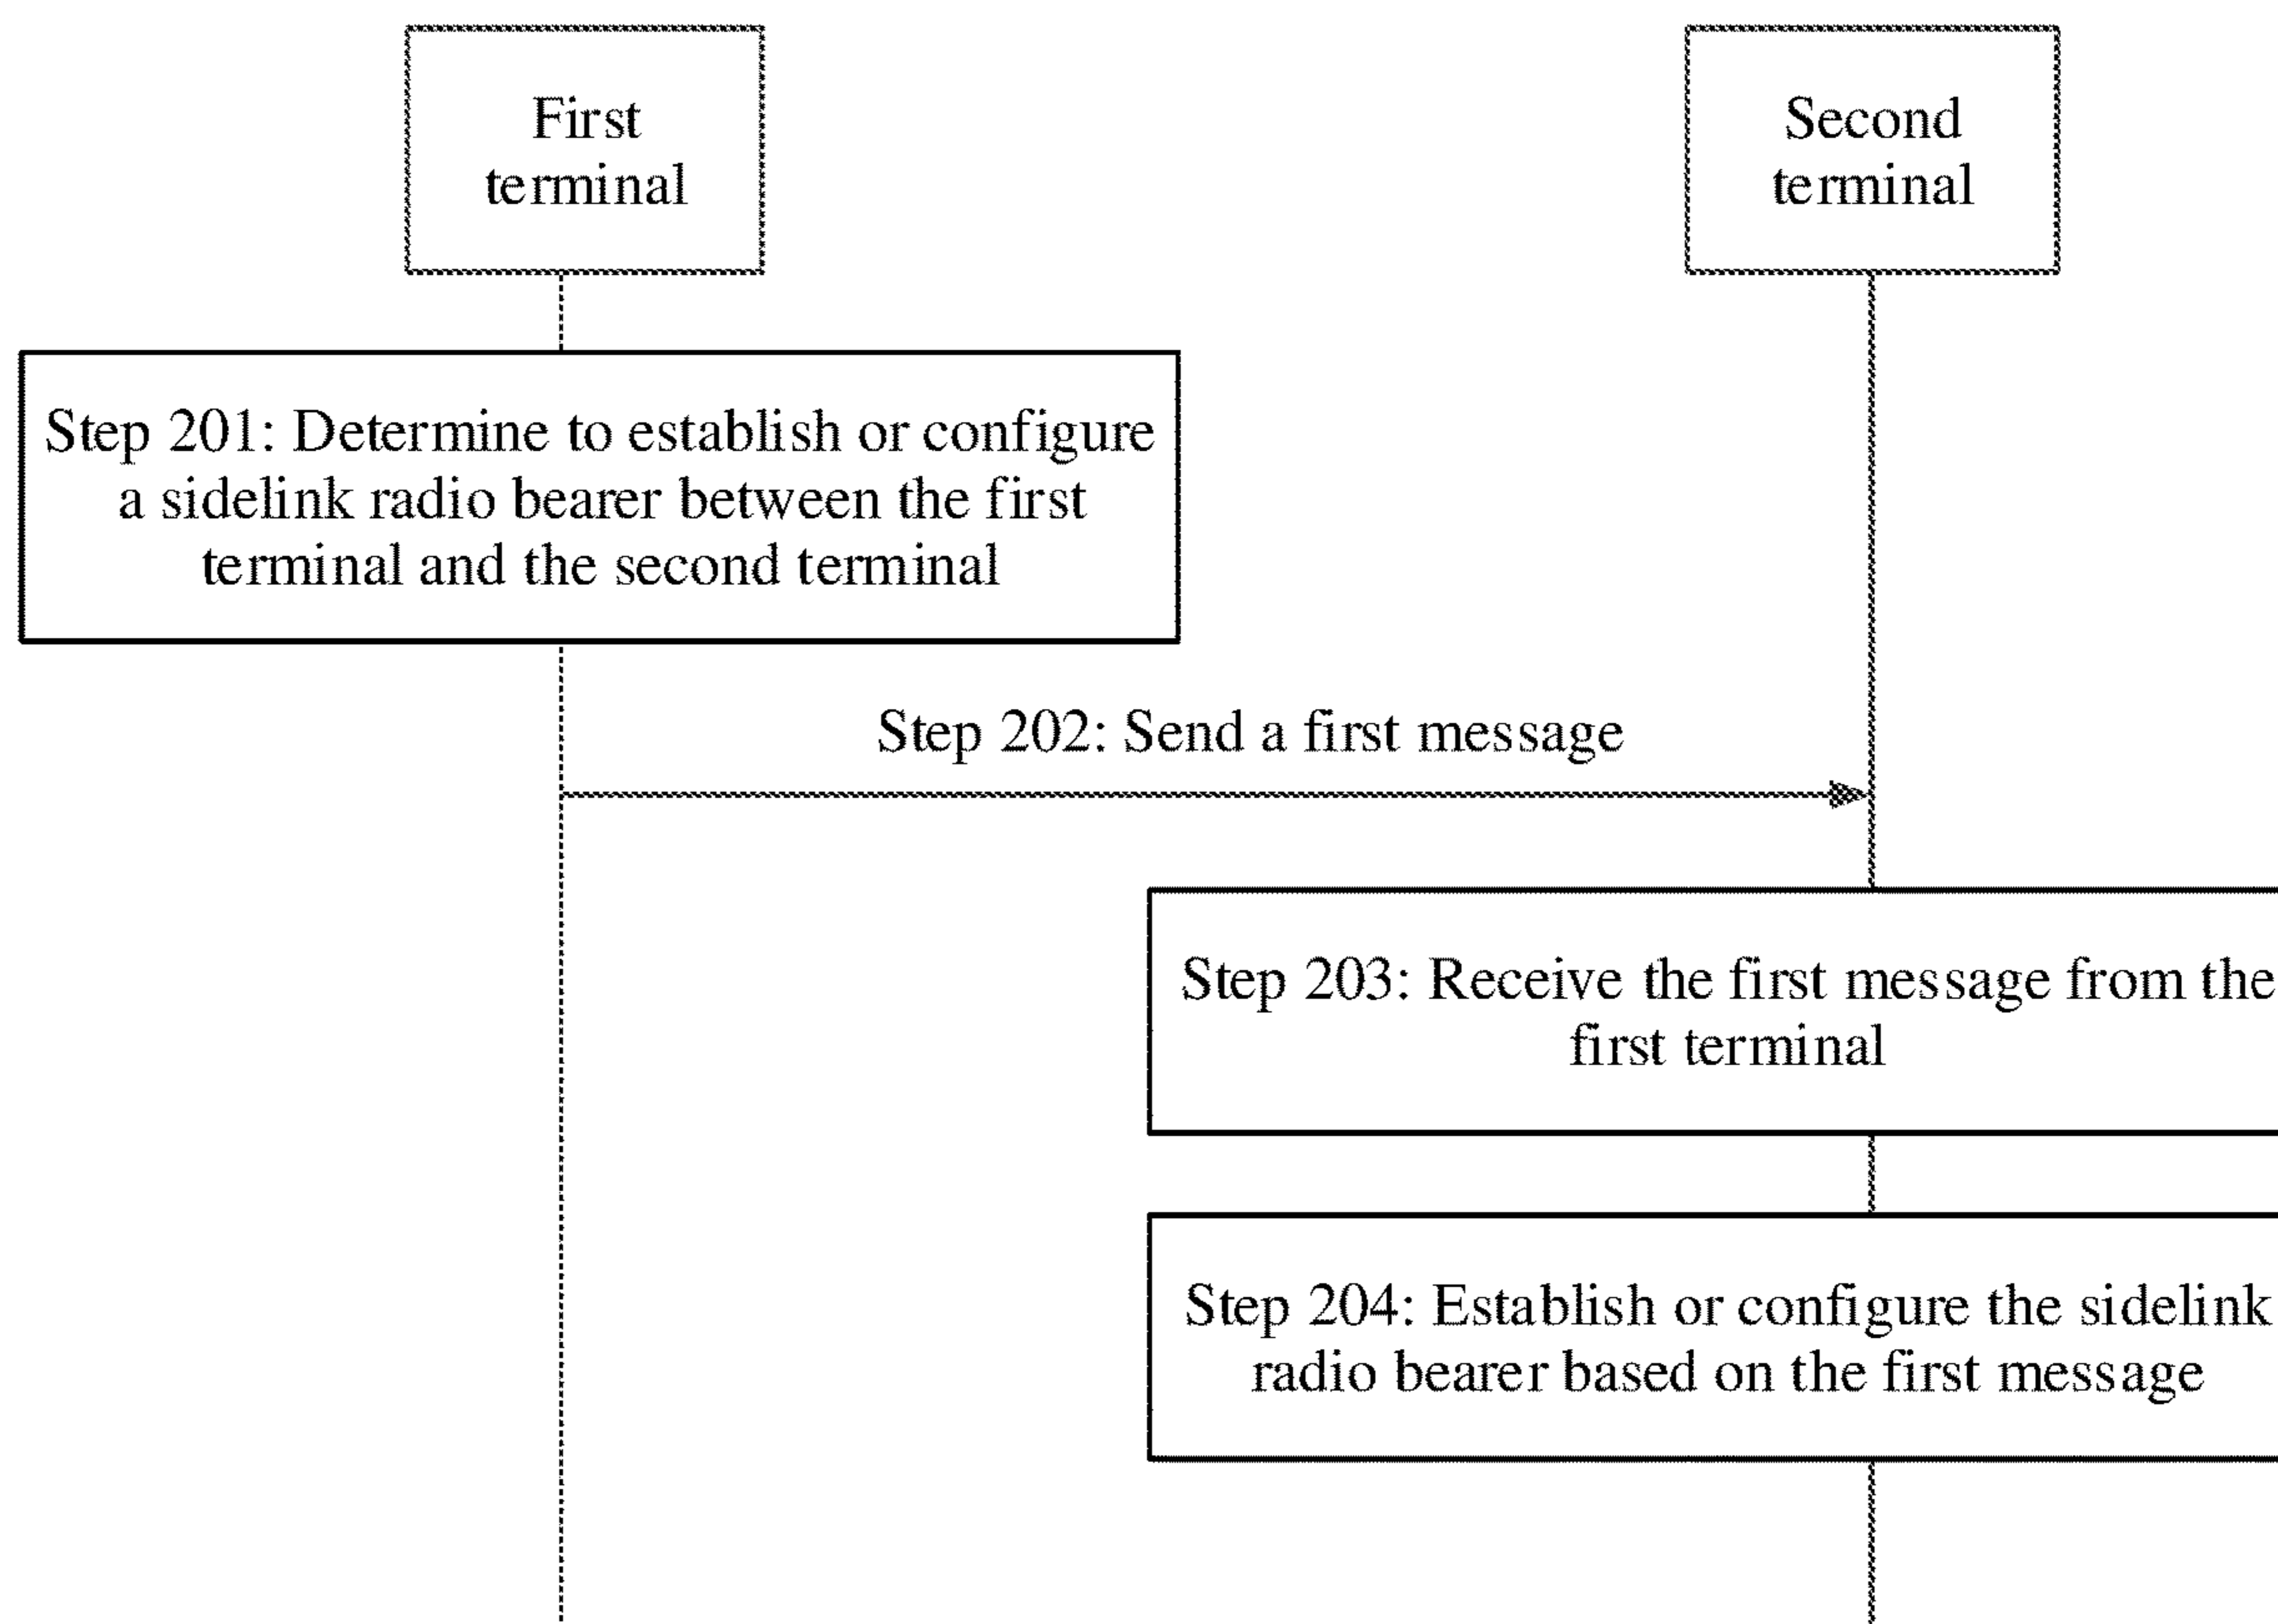 First
terminal
Second
terminal
Step 201: Determine to establish or configure
a sidelink radio bearer between the first
terminal and the second terminal
Step 202: Send a first message
Step 203: Receive the first message from the
first terminal
Step 204: Establish or configure the sidelink
radio bearer based on the first message